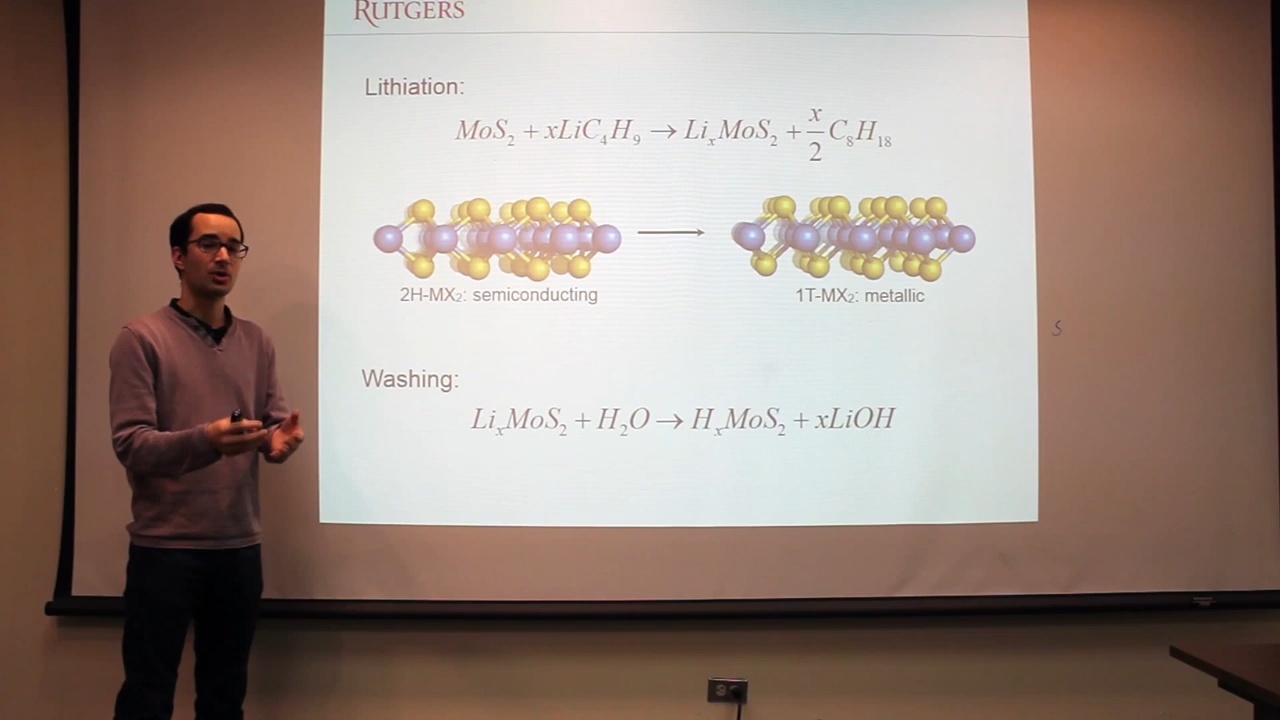 RUTGERS
Lithiation:
MoS₂ + xLiC₄H₉ → LiₓMoS₂ + x/2 C₈H₁₈
2H-MX₂: semiconducting
1T-MX₂: metallic
Washing:
LiₓMoS₂ + H₂O → HₓMoS₂ + xLiOH
S